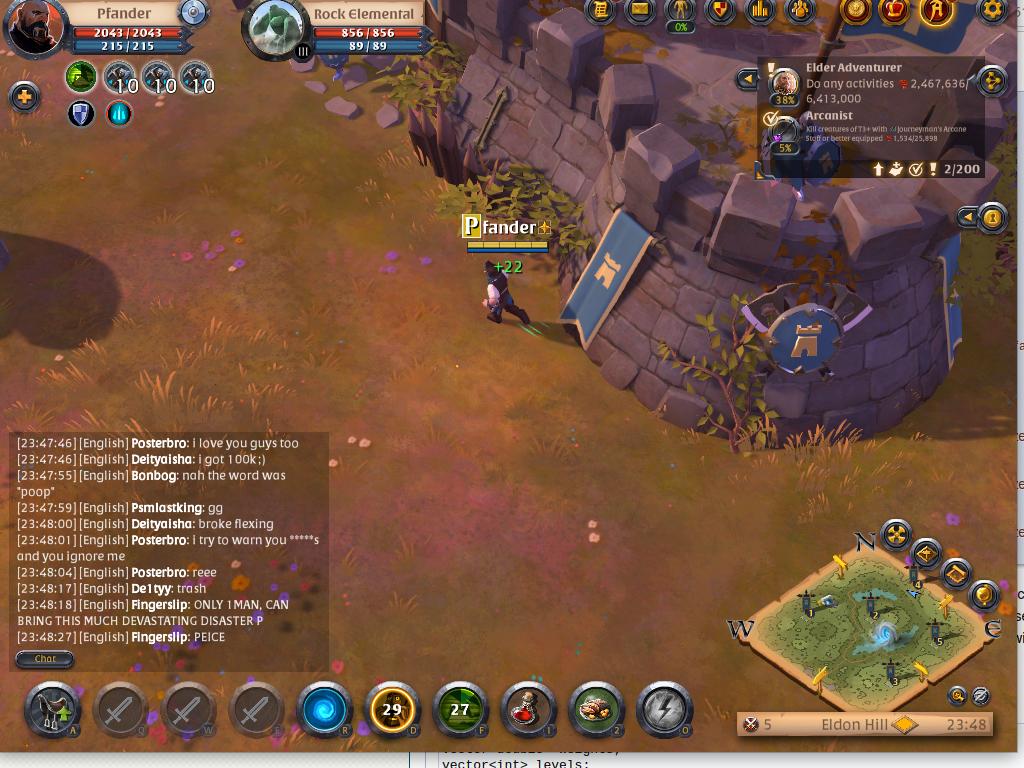 Pfander
2043/2043
215/215
Rock Elemental
856/856
89/89
III
10
10
10
0%
Elder Adventurer
Do any activities 2,467,636/
6,413,000
38%
Arcanist
Kill creatures of T3+ with Journeyman's Arcane
Staff or better equipped 1,534/25,898
5%
2/200
Pfander
+22
[23:47:46] [English] Posterbro: i love you guys too
[23:47:46] [English] Deityaisha: i got 100k ;)
[23:47:55] [English] Bonbog: nah the word was
"poop"
[23:47:59] [English] Psmlastking: gg
[23:48:00] [English] Deityaisha: broke flexing
[23:48:01] [English] Posterbro: i try to warn you *****s
and you ignore me
[23:48:04] [English] Posterbro: reee
[23:48:17] [English] De1tyy: trash
[23:48:18] [English] Fingerslip: ONLY 1MAN, CAN
BRING THIS MUCH DEVASTATING DISASTER P
[23:48:27] [English] Fingerslip: PEICE
Chat
N
W
E
1
2
3
4
5
A
Q
W
E
R
29
D
27
F
1
2
O
5
Eldon Hill
23:48
vector<int> levels;